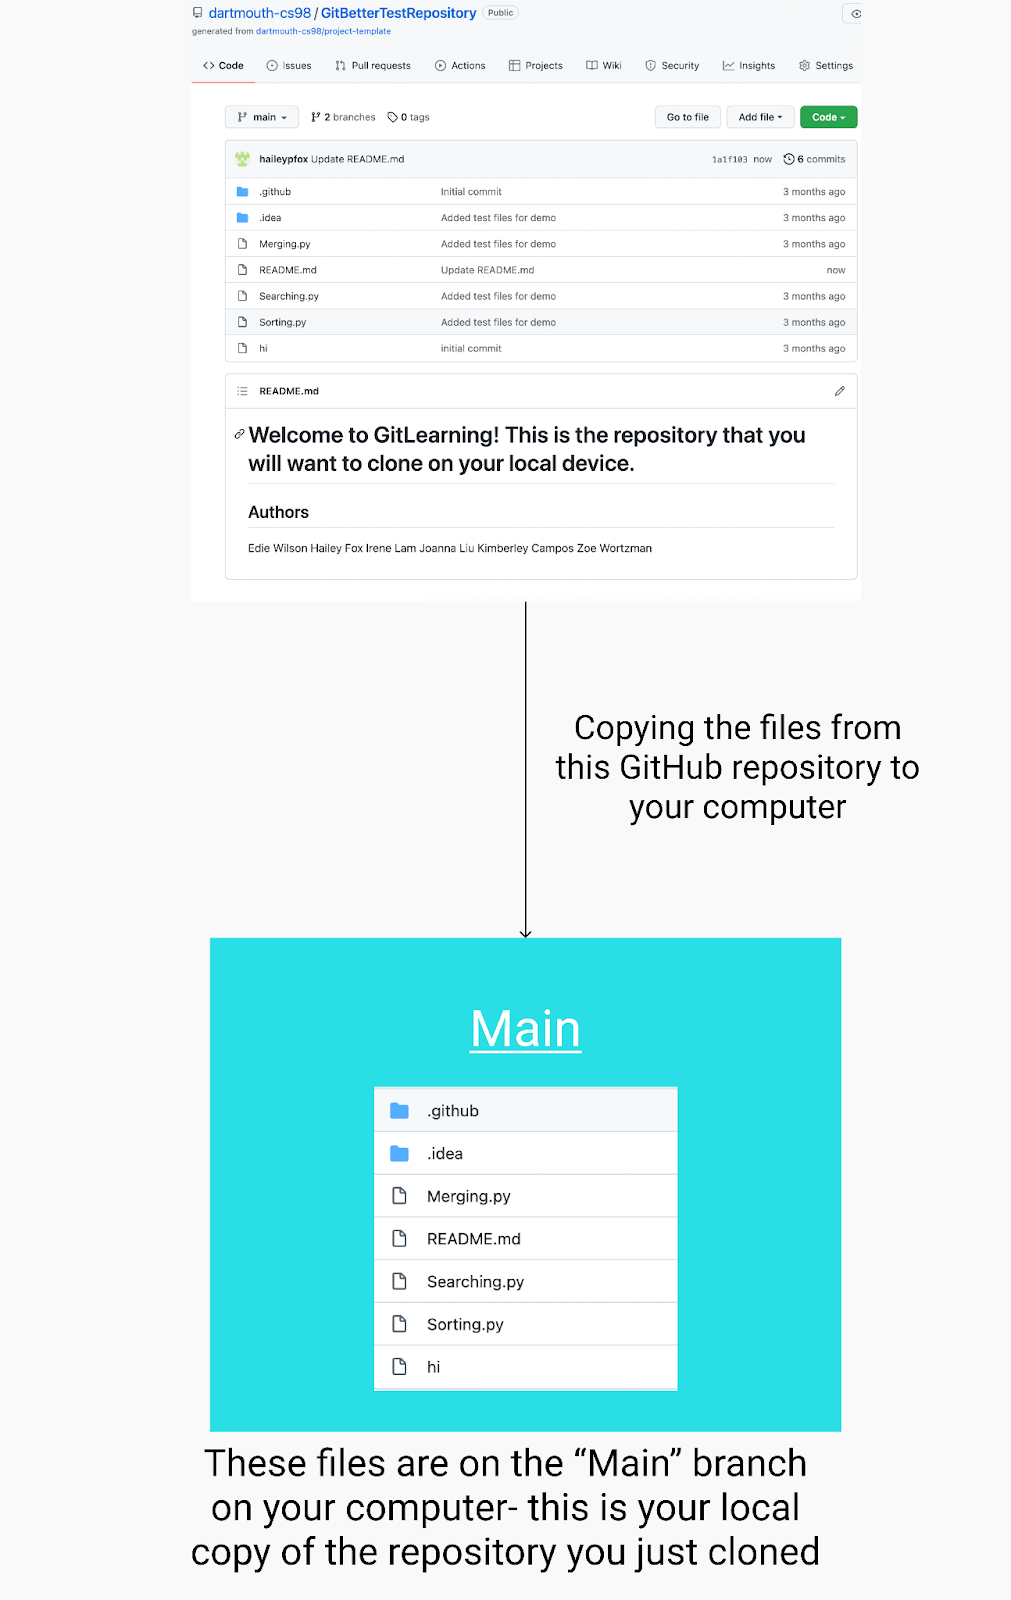 dartmouth-cs98 / GitBetterTestRepository Public
generated from dartmouth-cs98/project-template
Code Issues Pull requests Actions Projects Wiki Security Insights Settings
main 2 branches 0 tags Go to file Add file Code
haileypfox Update README.md 1a1f103 now 6 commits
.github Initial commit 3 months ago
.idea Added test files for demo 3 months ago
Merging.py Added test files for demo 3 months ago
README.md Update README.md now
Searching.py Added test files for demo 3 months ago
Sorting.py Added test files for demo 3 months ago
hi initial commit 3 months ago
README.md
Welcome to GitLearning! This is the repository that you
will want to clone on your local device.
Authors
Edie Wilson Hailey Fox Irene Lam Joanna Liu Kimberley Campos Zoe Wortzman
Copying the files from
this GitHub repository to
your computer
Main
.github
.idea
Merging.py
README.md
Searching.py
Sorting.py
hi
These files are on the “Main” branch
on your computer- this is your local
copy of the repository you just cloned